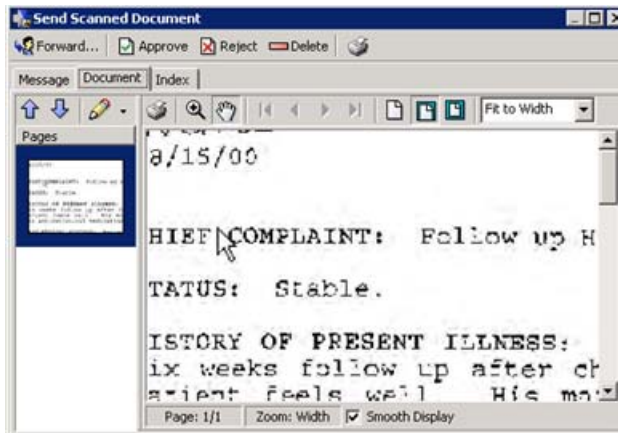 Send Scanned Document
Forward... Approve Reject Delete
Message Document Index
Fit to Width
Pages
8/15/00
HIEF COMPLAINT: Follow up H
TATUS: Stable.
ISTORY OF PRESENT ILLNESS:
ix weeks follow up after ch
atient feels well. His mo
Page: 1/1 Zoom: Width Smooth Display